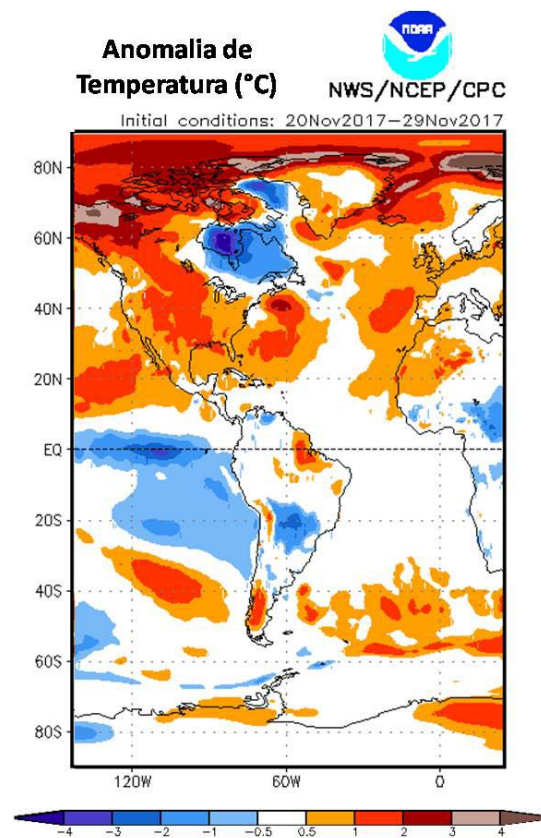 Anomalia de
Temperatura (°C)
NOAA
NWS/NCEP/CPC
Initial conditions: 20Nov2017-29Nov2017
80N
60N
40N
20N
EQ
20S
40S
60S
80S
120W 60W 0
-4 -3 -2 -1 -0.5 0.5 1 2 3 4